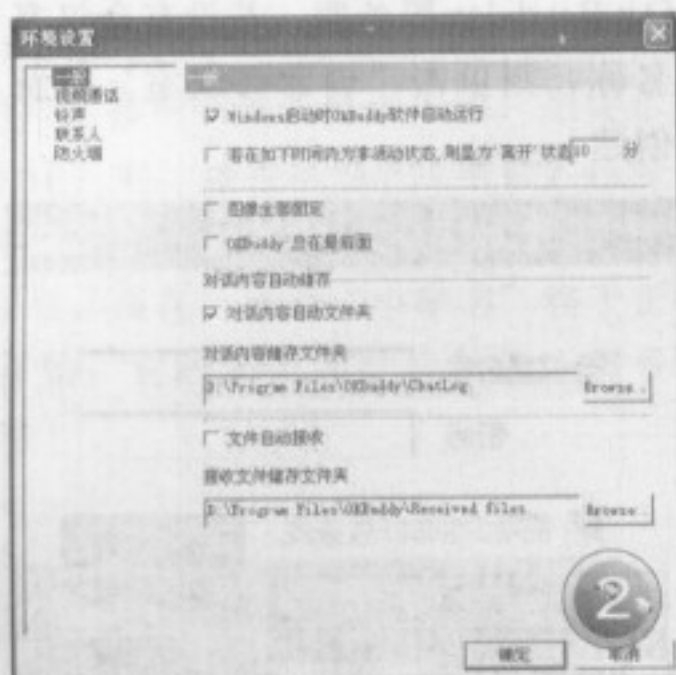 环境设置
一般
视频通话
铃声
联系人
防火墙
一般
Windows启动时OKBuddy软件自动运行
若在如下时间内为非活动状态,则显为'离开'状态 10 分
图像全部固定
OKBuddy 总在最前面
对话内容自动储存
对话内容自动文件夹
对话内容储存文件夹
D:\Program Files\OKBuddy\ChatLog
Browse..
文件自动接收
接收文件储存文件夹
D:\Program Files\OKBuddy\Received files
Browse..
2
确定
取消